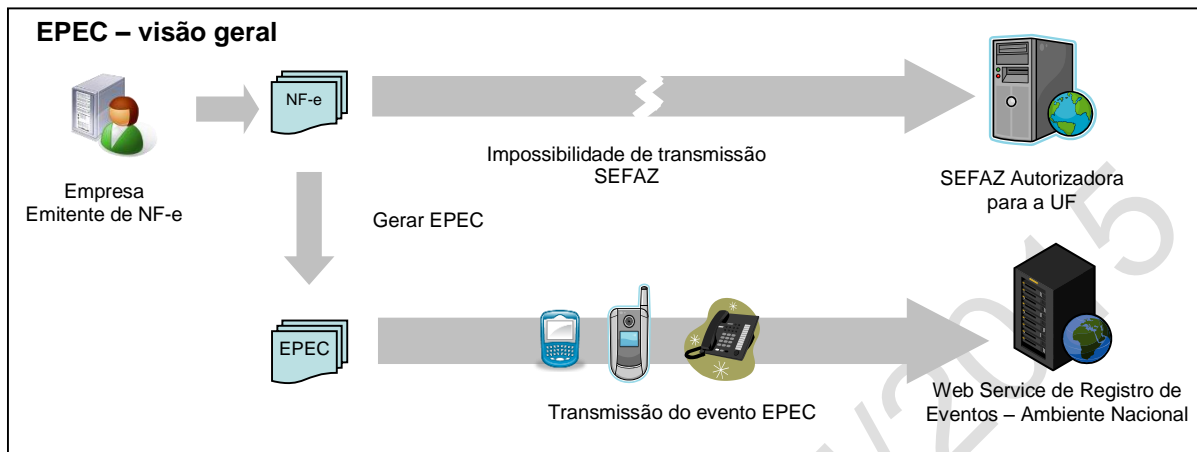 EPEC – visão geral
NF-e
Impossibilidade de transmissão
SEFAZ
Empresa
Emitente de NF-e
SEFAZ Autorizadora
para a UF
Gerar EPEC
EPEC
Transmissão do evento EPEC
Web Service de Registro de
Eventos – Ambiente Nacional
/2015